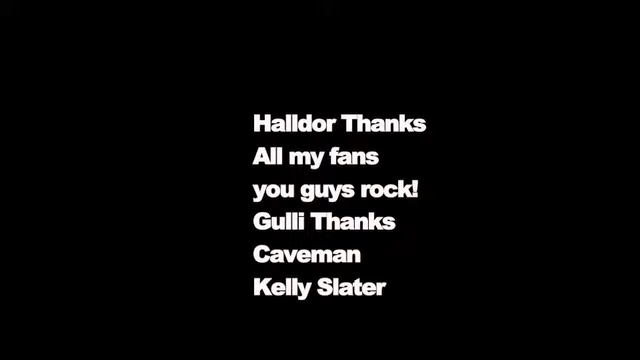 Halldor Thanks
All my fans
you guys rock!
Gulli Thanks
Caveman
Kelly Slater